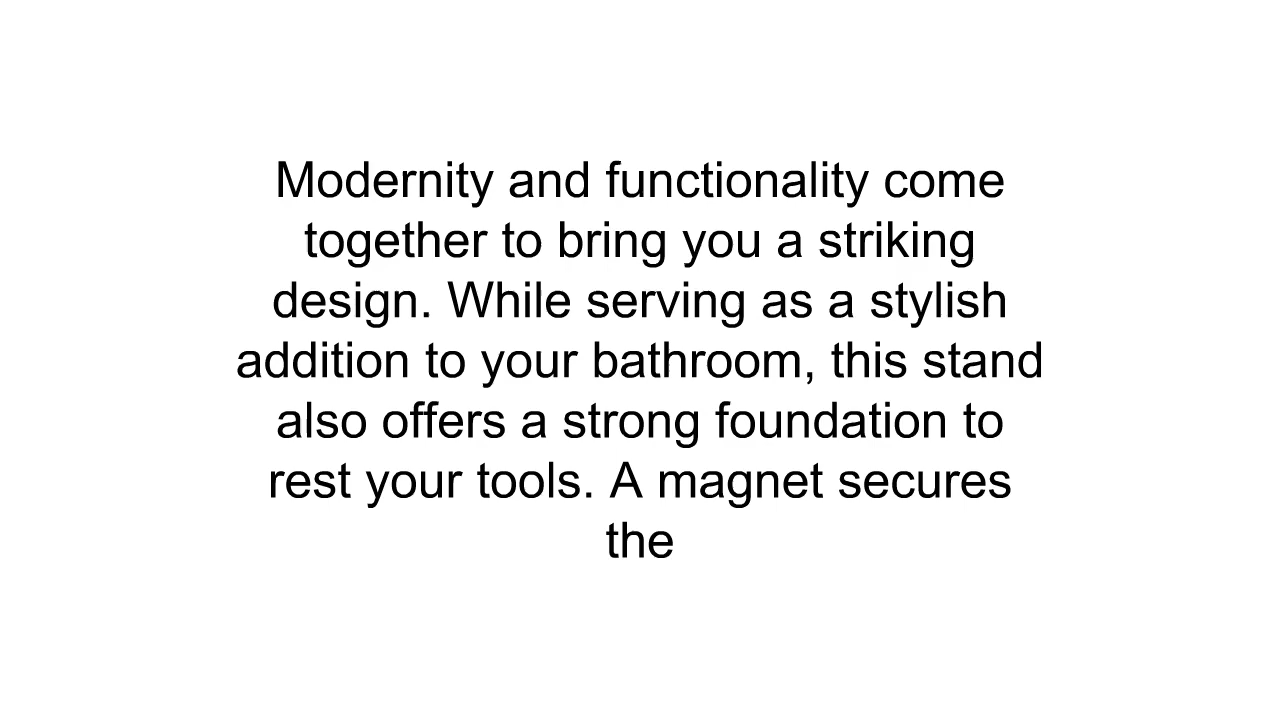 Modernity and functionality come
together to bring you a striking
design. While serving as a stylish
addition to your bathroom, this stand
also offers a strong foundation to
rest your tools. A magnet secures
the